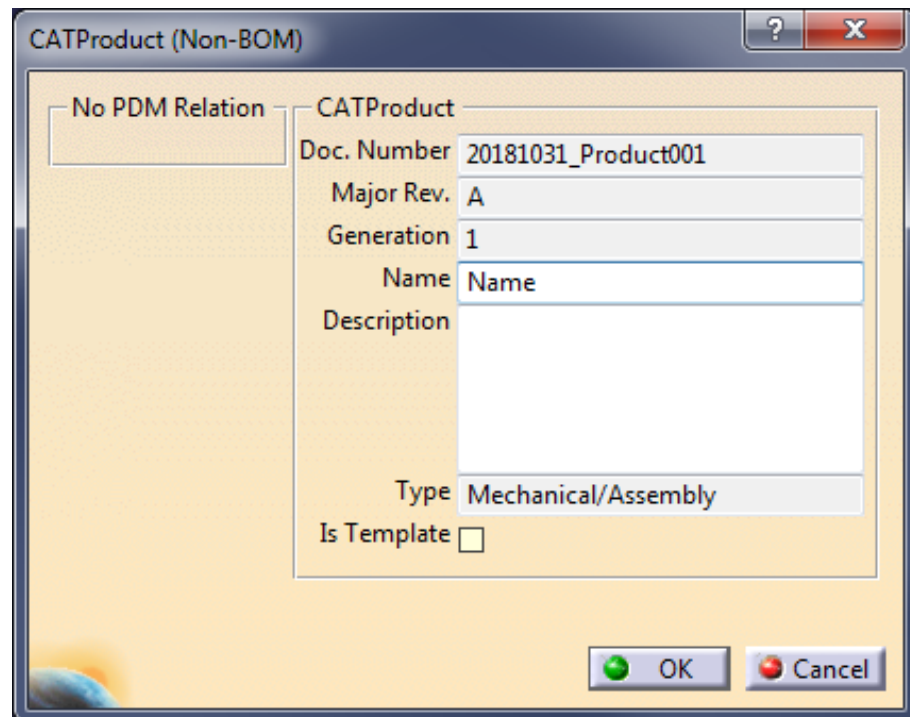 CATProduct (Non-BOM)
?
No PDM Relation
CATProduct
Doc. Number 20181031_Product001
Major Rev. A
Generation 1
Name Name
Description
Type Mechanical/Assembly
Is Template
OK Cancel